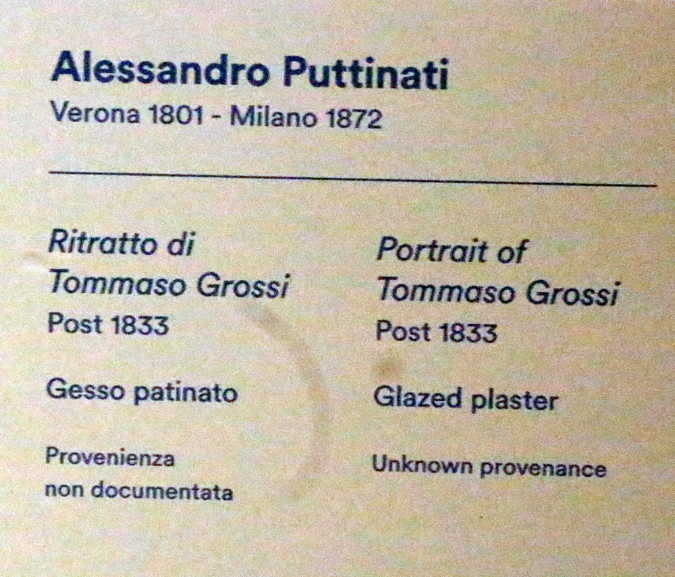 Alessandro Puttinati
Verona 1801 - Milano 1872
Ritratto di
Tommaso Grossi
Post 1833
Gesso patinato
Provenienza
non documentata
Portrait of
Tommaso Grossi
Post 1833
Glazed plaster
Unknown provenance